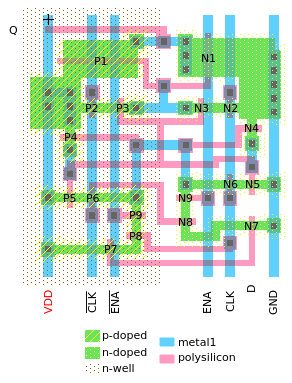 Q
P1
N1
P2 P3 N3 N2
P4
N4
P5 P6 N9 N6 N5
P9
N8
N7
P8
P7
VDD CLK ENA ENA CLK D GND
p-doped
n-doped
n-well
metal1
polysilicon